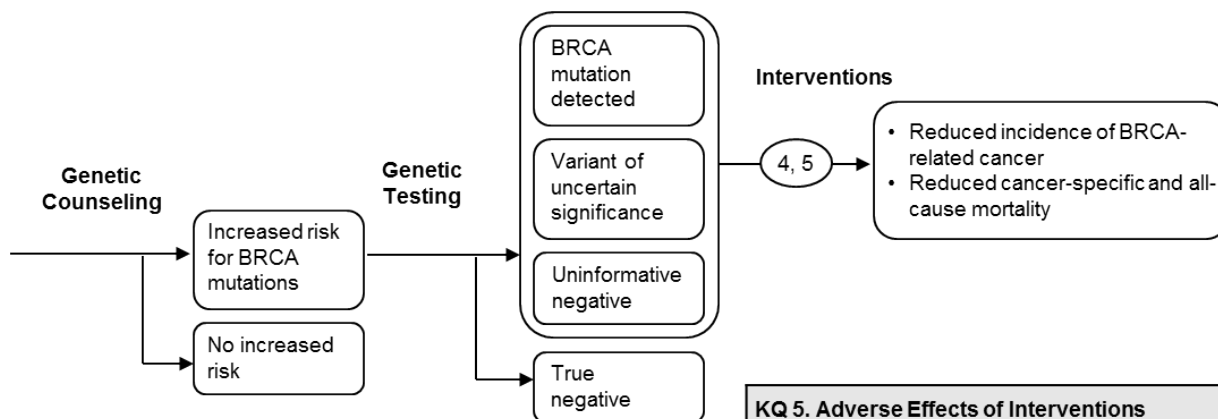 BRCA
mutation
detected
Interventions
• Reduced incidence of BRCA-
related cancer
• Reduced cancer-specific and all-
cause mortality
4, 5
Variant of
uncertain
significance
Genetic
Testing
Genetic
Counseling
Increased risk
for BRCA
mutations
Uninformative
negative
No increased
risk
True
negative
KQ 5. Adverse Effects of Interventions